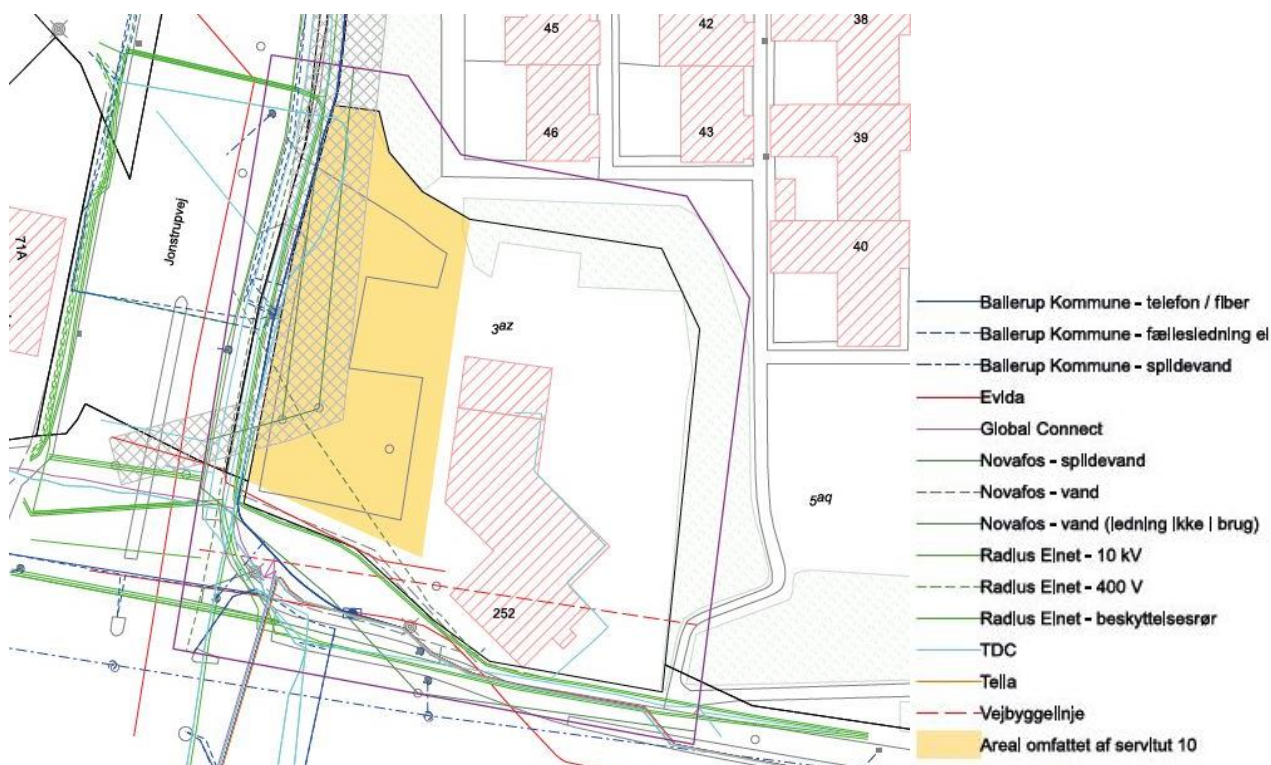 45
42
38
46
43
39
Jonstrupvej
71A
40
3az
5aq
252
Ballerup Kommune - telefon / fiber
Ballerup Kommune - fællesledning el
Ballerup Kommune - spildevand
Evida
Global Connect
Novafos - spildevand
Novafos - vand
Novafos - vand (ledning ikke i brug)
Radius Elnet - 10 kV
Radius Elnet - 400 V
Radius Elnet - beskyttelsesrør
TDC
Telia
Vejbyggelinje
Areal omfattet af servitut 10